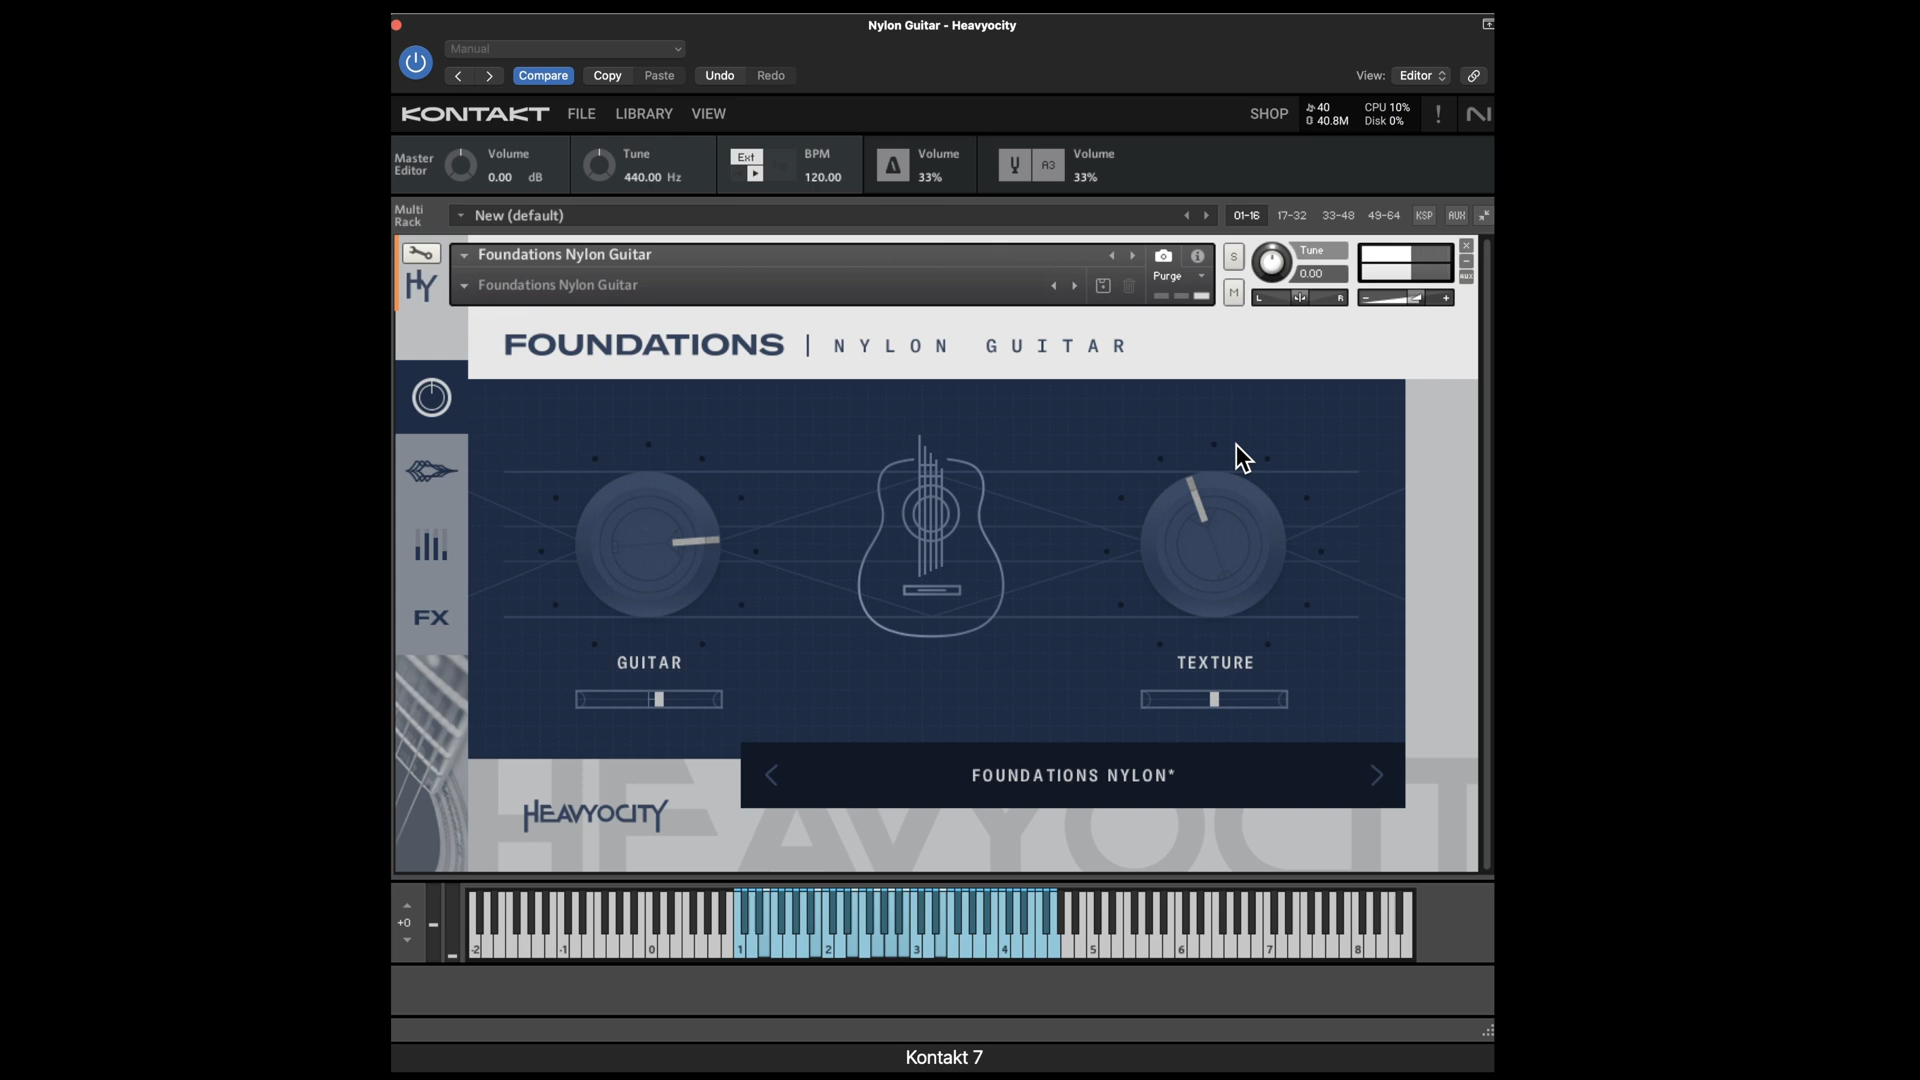 Nylon Guitar - Heavyocity
Manual
Compare Copy Paste Undo Redo
View: Editor
KONTAKT FILE LIBRARY VIEW SHOP 40 CPU 10%
40.8M Disk 0%
Master Editor Volume 0.00 dB Tune 440.00 Hz Ext BPM 120.00 Volume 33% A3 Volume 33%
Multi Rack New (default) 01-16 17-32 33-48 49-64 KSP AUX
Foundations Nylon Guitar S Tune
HY Foundations Nylon Guitar Purge M 0.00 L R - + AUX
FOUNDATIONS | NYLON GUITAR
FX
GUITAR TEXTURE
FOUNDATIONS NYLON*
HEAVYOCITY
HEAVYOCIT
+0
-2 -1 0 1 2 3 4 5 6 7 8
Kontakt 7